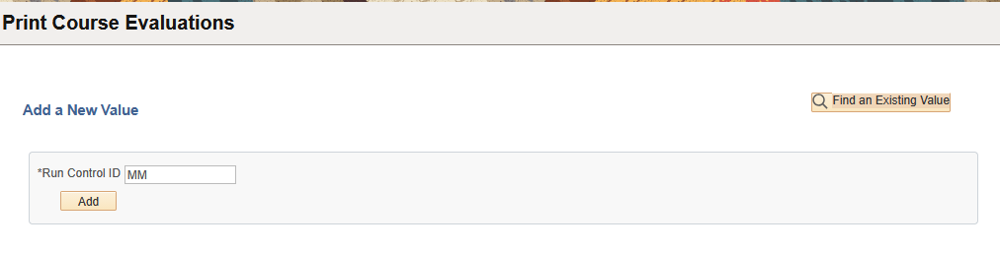 Print Course Evaluations
Add a New Value
Find an Existing Value
*Run Control ID MM
Add